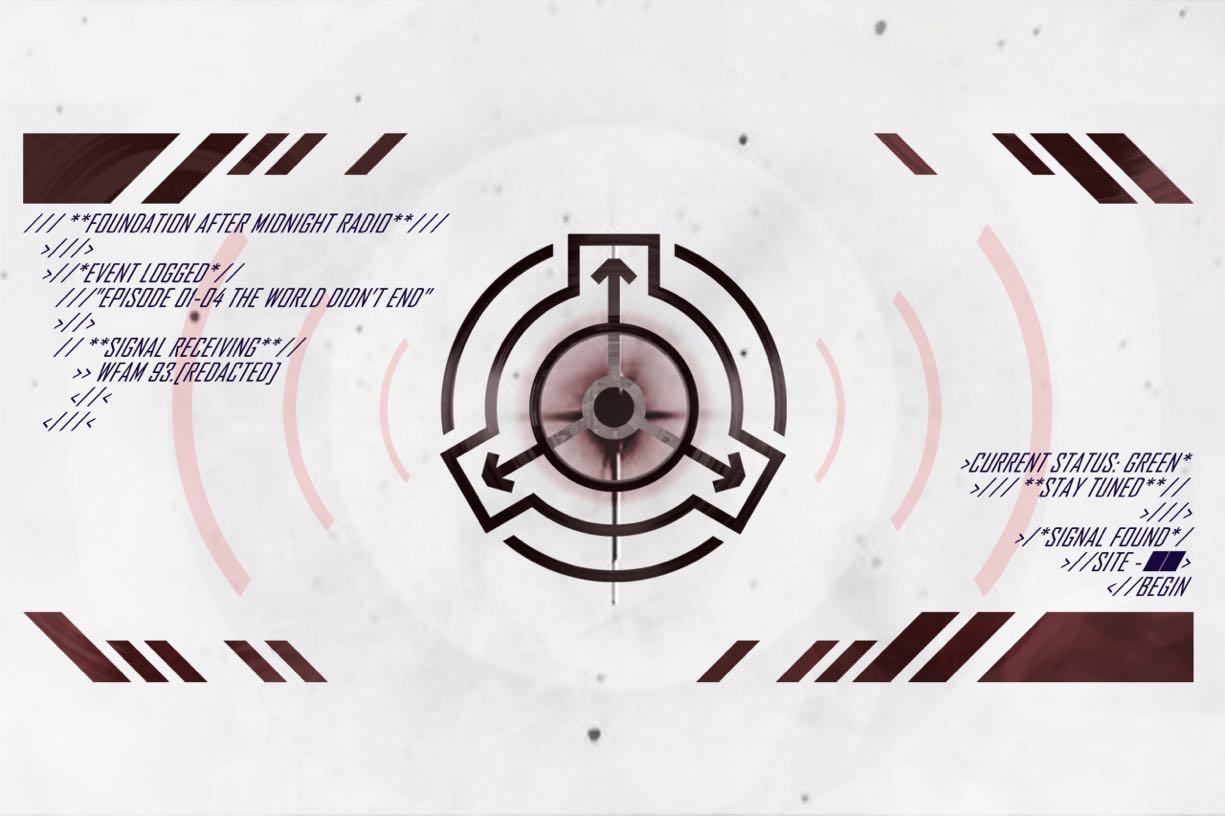 /// **FOUNDATION AFTER MIDNIGHT RADIO**///
>///>
>//*EVENT LOGGED*//
///"EPISODE 01-04 THE WORLD DIDN'T END"
>//>
// **SIGNAL RECEIVING**//
>> WFAM 93.[REDACTED]
<//<
<///<
>CURRENT STATUS: GREEN*
>/// **STAY TUNED**//
>///>
>/*SIGNAL FOUND*/
>//SITE - ██>
<//BEGIN